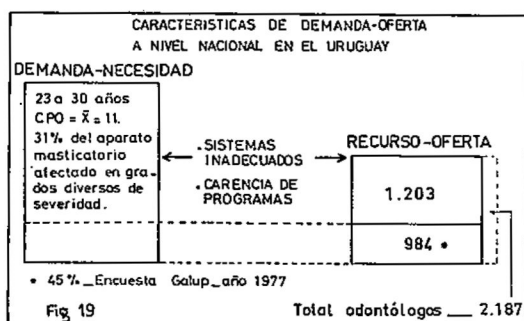 CARACTERISTICAS DE DEMANDA-OFERTA
A NIVEL NACIONAL EN EL URUGUAY
DEMANDA-NECESIDAD
23 a 30 años
CPO = x̄ = 11.
31% del aparato
masticatorio
afectado en gra-
dos diversos de
severidad.
.SISTEMAS
INADECUADOS
.CARENCIA DE
PROGRAMAS
RECURSO-OFERTA
1.203
984 *
* 45%_Encuesta Galup_año 1977
Fig 19
Total odontólogos __ 2.187